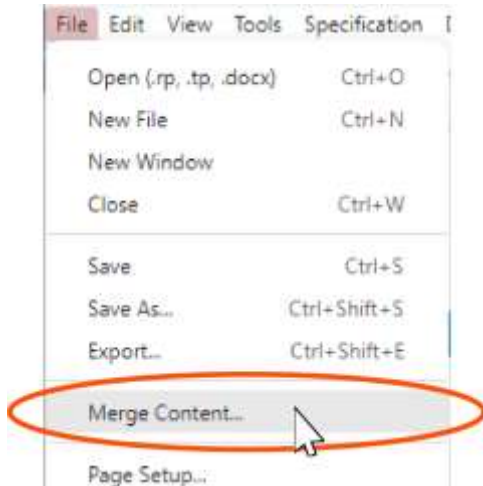 File Edit View Tools Specification
Open (.rp, .tp, .docx) Ctrl+O
New File Ctrl+N
New Window
Close Ctrl+W
Save Ctrl+S
Save As... Ctrl+Shift+S
Export... Ctrl+Shift+E
Merge Content...
Page Setup...